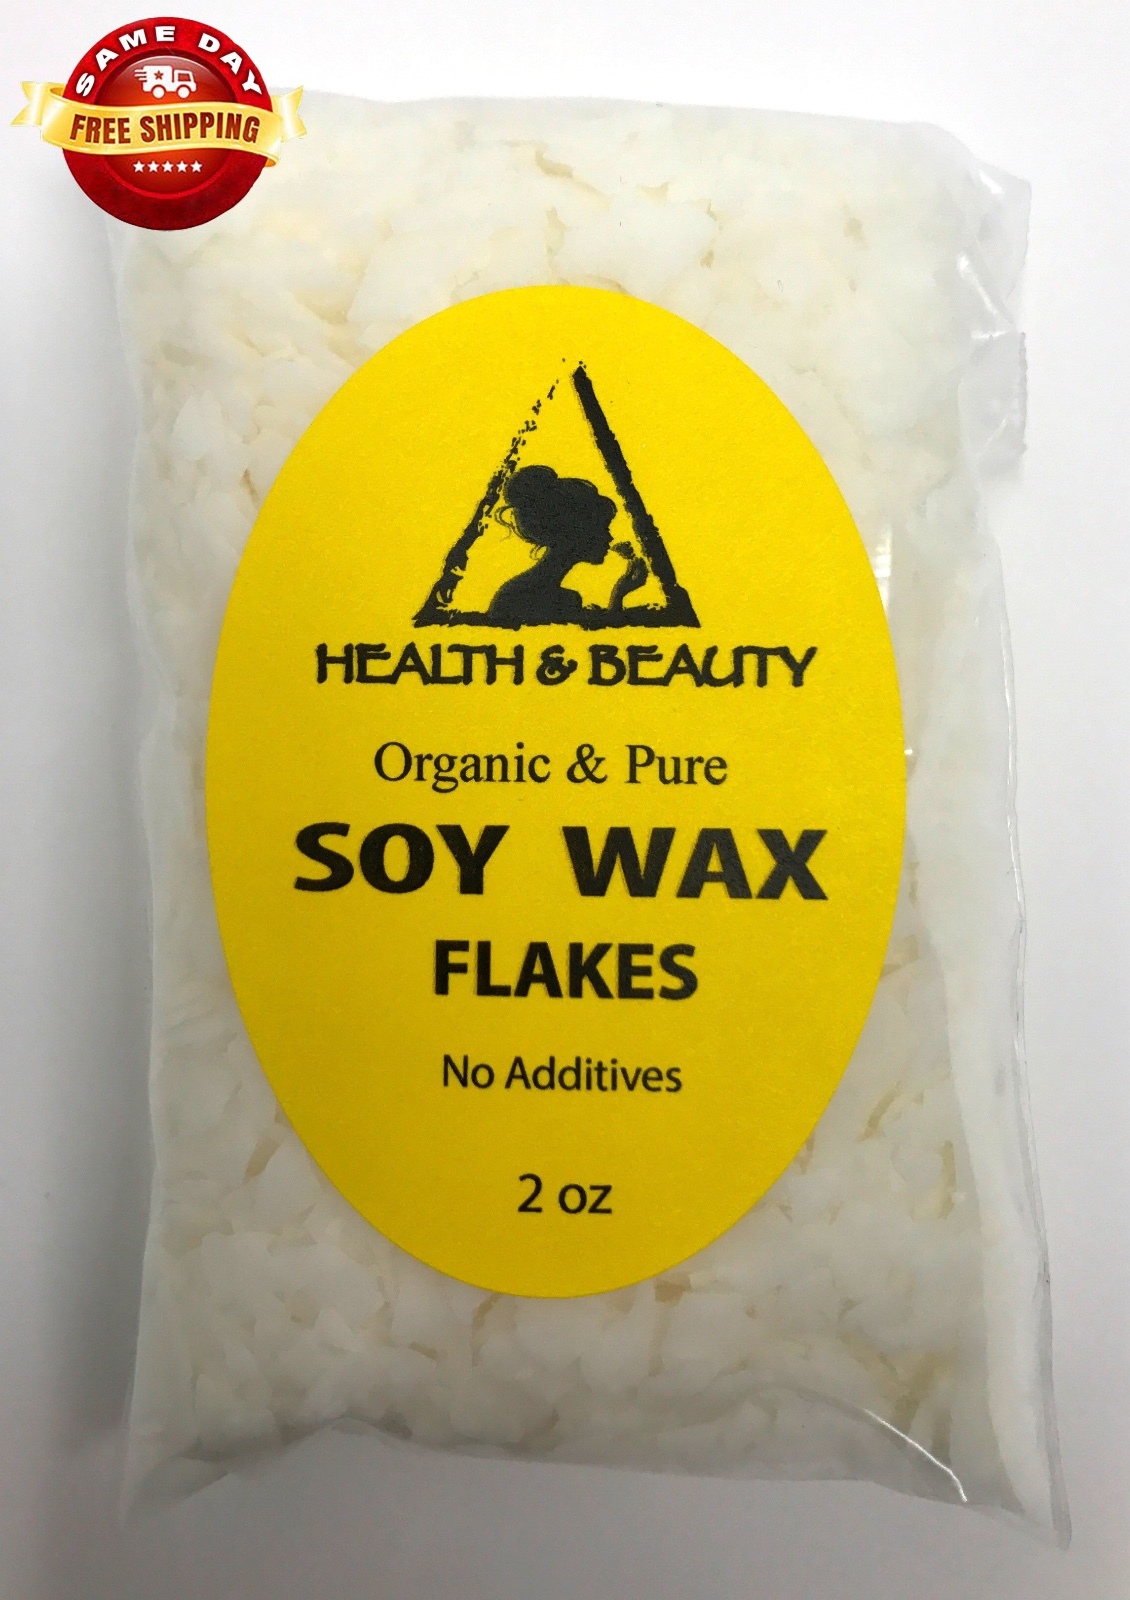 SAME DAY
FREE SHIPPING
HEALTH & BEAUTY
Organic & Pure
SOY WAX
FLAKES
No Additives
2 oz